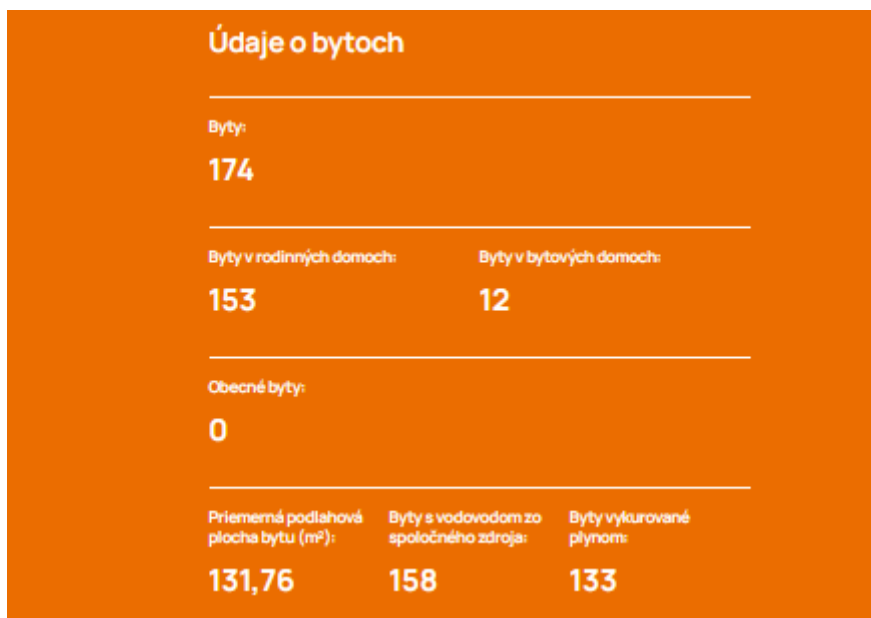 Údaje o bytoch
Byty:
174
Byty v rodinných domoch:
153
Byty v bytových domoch:
12
Obecné byty:
0
Priemerná podlahová
plocha bytu (m²):
131,76
Byty s vodovodom zo
spoločného zdroja:
158
Byty vykurované
plynom:
133